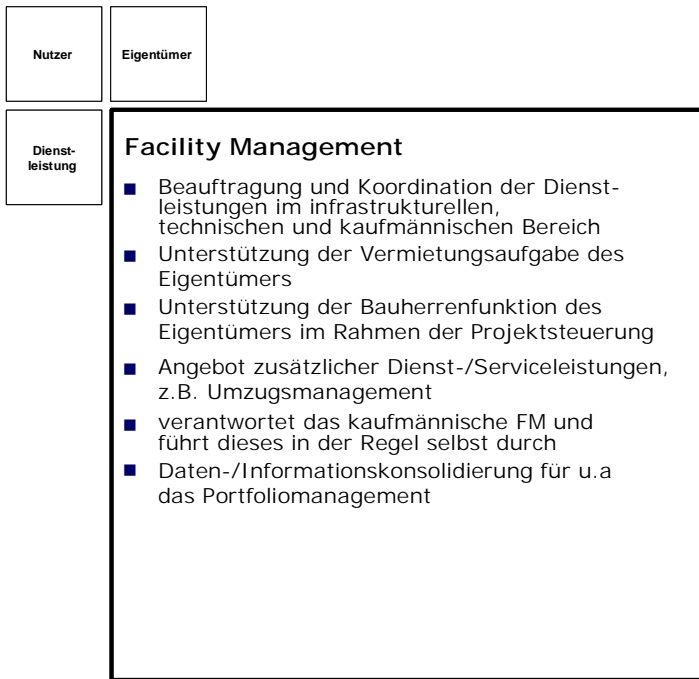 Nutzer
Eigentümer
Dienst-
leistung
Facility Management
Beauftragung und Koordination der Dienst-
leistungen im infrastrukturellen,
technischen und kaufmännischen Bereich
Unterstützung der Vermietungsaufgabe des
Eigentümers
Unterstützung der Bauherrenfunktion des
Eigentümers im Rahmen der Projektsteuerung
Angebot zusätzlicher Dienst-/Serviceleistungen,
z.B. Umzugsmanagement
verantwortet das kaufmännische FM und
führt dieses in der Regel selbst durch
Daten-/Informationskonsolidierung für u.a
das Portfoliomanagement